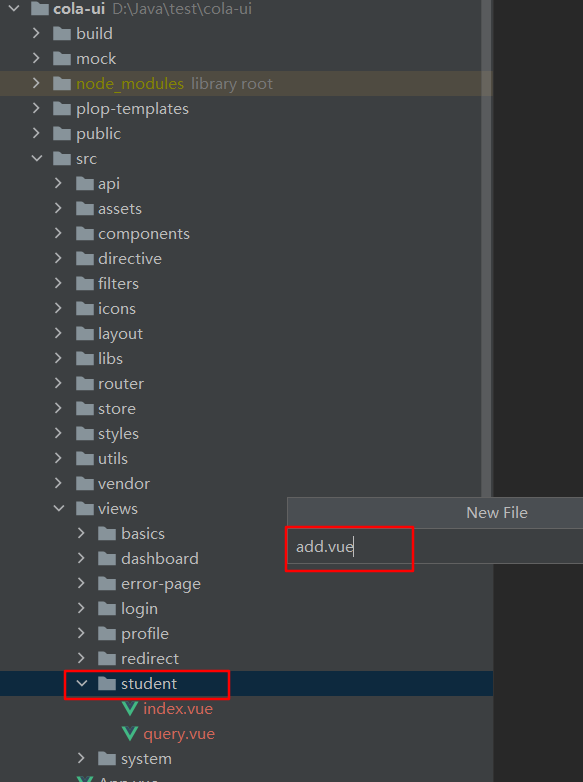 cola-ui D:\Java\test\cola-ui
build
mock
node_modules library root
plop-templates
public
src
api
assets
components
directive
filters
icons
layout
libs
router
store
styles
utils
vendor
views
New File
basics
add.vue
dashboard
error-page
login
profile
redirect
student
index.vue
query.vue
system
App.vue